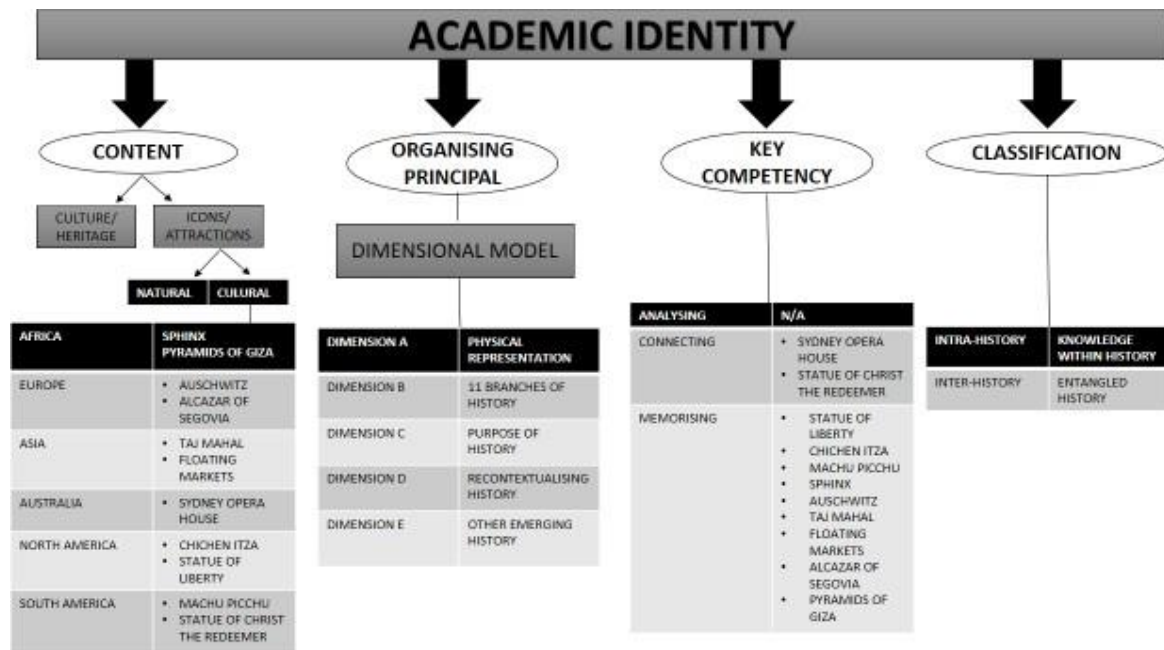 ACADEMIC IDENTITY
CONTENT
CULTURE/
HERITAGE
ICONS/
ATTRACTIONS
NATURAL
CULURAL
AFRICA
SPHINX
PYRAMIDS OF GIZA
EUROPE
• AUSCHWITZ
• ALCAZAR OF
SEGOVIA
ASIA
• TAJ MAHAL
• FLOATING
MARKETS
AUSTRALIA
• SYDNEY OPERA
HOUSE
NORTH AMERICA
• CHICHEN ITZA
• STATUE OF
LIBERTY
SOUTH AMERICA
• MACHU PICCHU
• STATUE OF CHRIST
THE REDEEMER
ORGANISING
PRINCIPAL
DIMENSIONAL MODEL
DIMENSION A
PHYSICAL
REPRESENTATION
DIMENSION B
11 BRANCHES OF
HISTORY
DIMENSION C
PURPOSE OF
HISTORY
DIMENSION D
RECONTEXTUALISING
HISTORY
DIMENSION E
OTHER EMERGING
HISTORY
KEY
COMPETENCY
ANALYSING
N/A
CONNECTING
• SYDNEY OPERA
HOUSE
• STATUE OF CHRIST
THE REDEEMER
MEMORISING
• STATUE OF
LIBERTY
• CHICHEN ITZA
• MACHU PICCHU
• SPHINX
• AUSCHWITZ
• TAJ MAHAL
• FLOATING
MARKETS
• ALCAZAR OF
SEGOVIA
• PYRAMIDS OF
GIZA
CLASSIFICATION
INTRA-HISTORY
KNOWLEDGE
WITHIN HISTORY
INTER-HISTORY
ENTANGLED
HISTORY